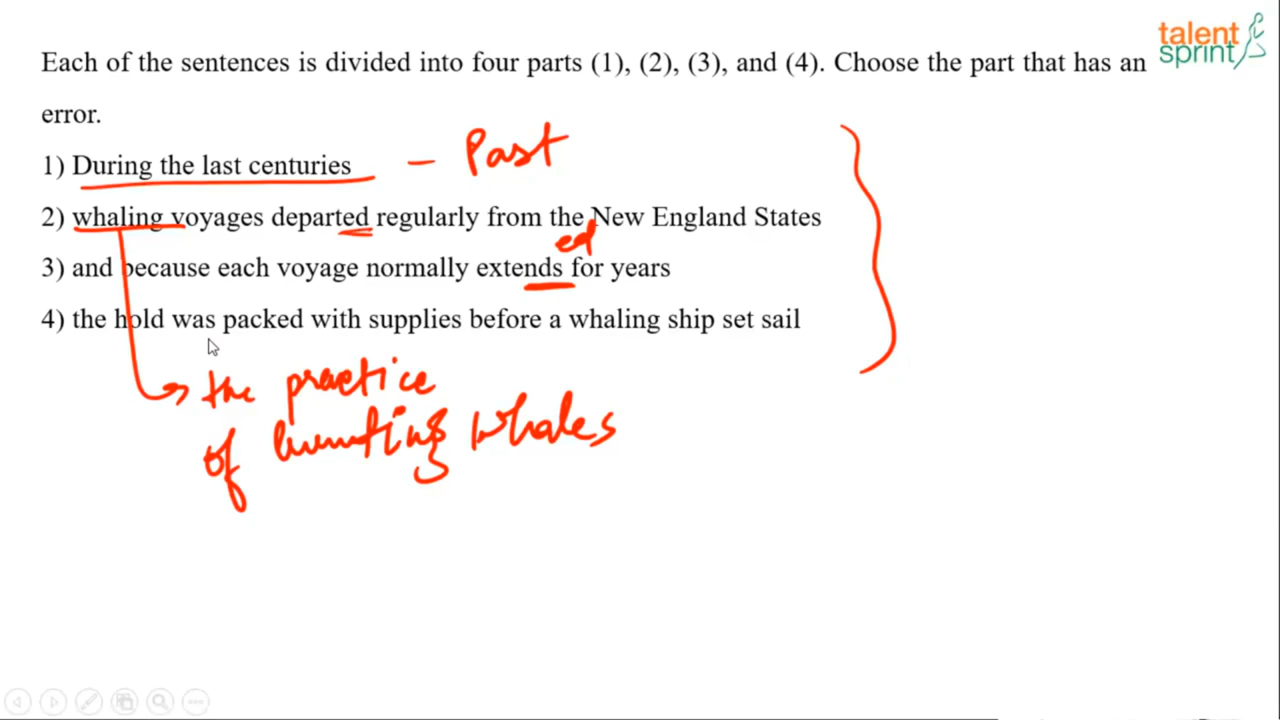 talent
sprint
Each of the sentences is divided into four parts (1), (2), (3), and (4). Choose the part that has an
error.
1) During the last centuries – Past
2) whaling voyages departed regularly from the New England States
ed
3) and because each voyage normally extends for years
4) the hold was packed with supplies before a whaling ship set sail
the practice
of hunting whales